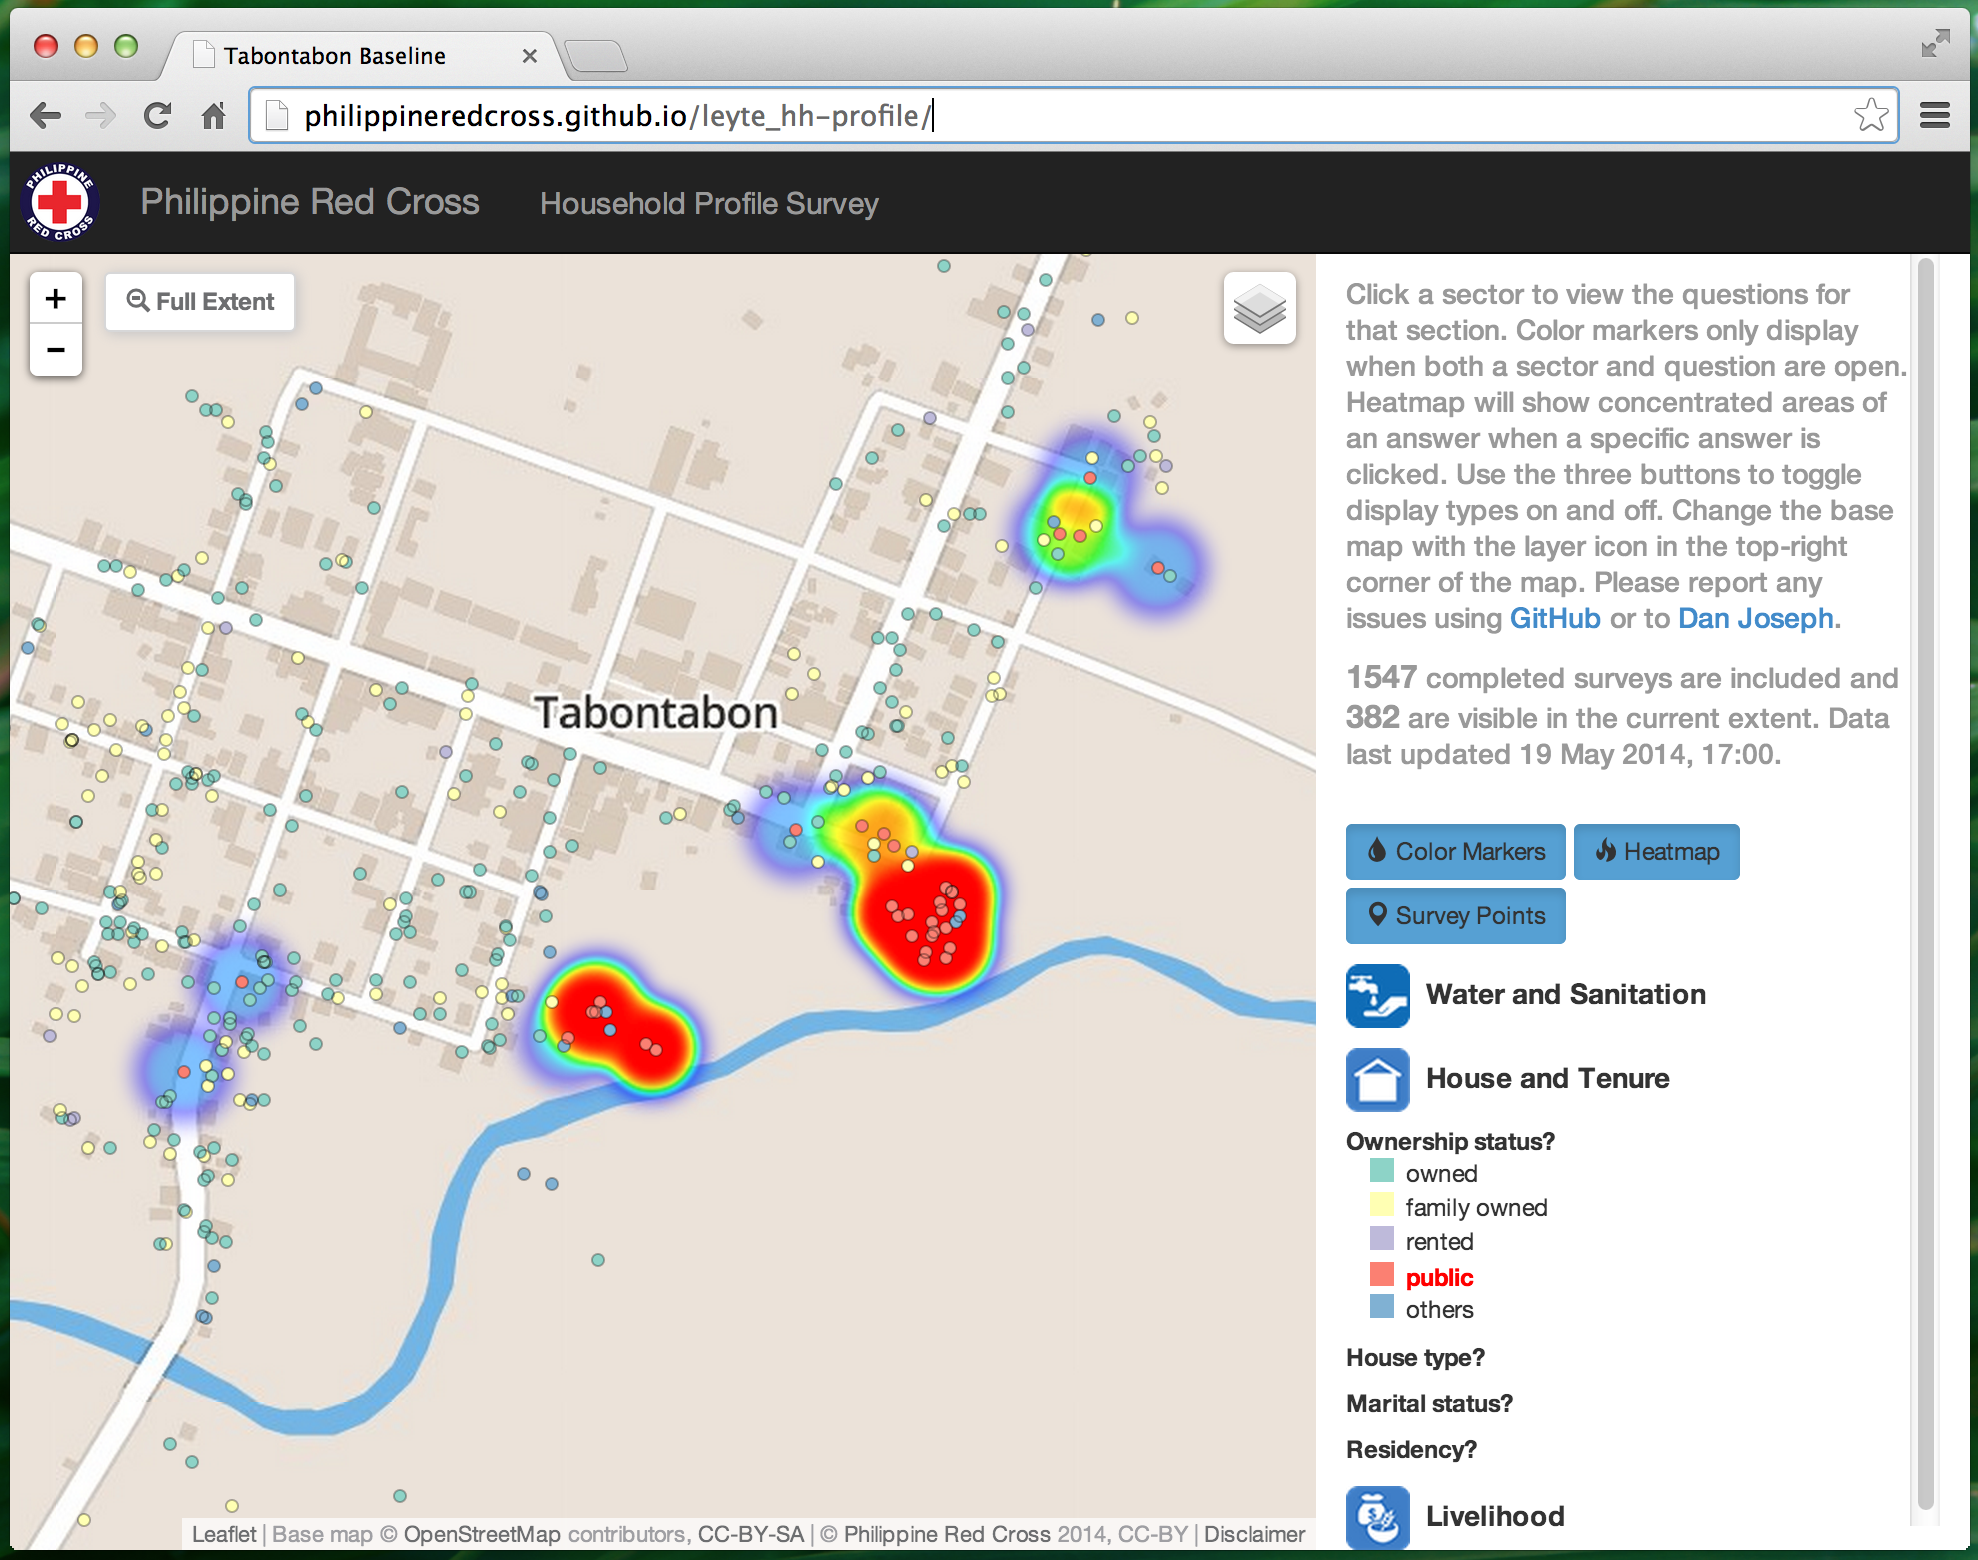 Tabontabon Baseline
philippineredcross.github.io/leyte_hh-profile/
PHILIPPINE
RED CROSS
Philippine Red Cross
Household Profile Survey
+
Full Extent
−
Tabontabon
Click a sector to view the questions for
that section. Color markers only display
when both a sector and question are open.
Heatmap will show concentrated areas of
an answer when a specific answer is
clicked. Use the three buttons to toggle
display types on and off. Change the base
map with the layer icon in the top-right
corner of the map. Please report any
issues using GitHub or to Dan Joseph.
1547 completed surveys are included and
382 are visible in the current extent. Data
last updated 19 May 2014, 17:00.
Color Markers
Heatmap
Survey Points
Water and Sanitation
House and Tenure
Ownership status?
owned
family owned
rented
public
others
House type?
Marital status?
Residency?
Livelihood
Leaflet | Base map © OpenStreetMap contributors, CC-BY-SA | © Philippine Red Cross 2014, CC-BY | Disclaimer